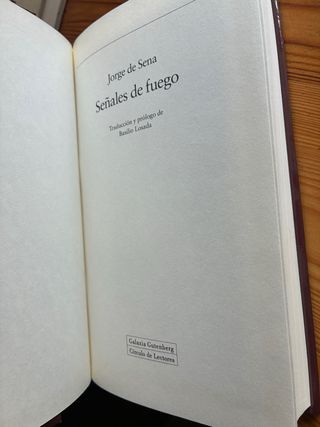 Jorge de Sena
Señales de fuego
Traducción y prólogo de
Basilio Losada
Galaxia Gutenberg
Círculo de Lectores